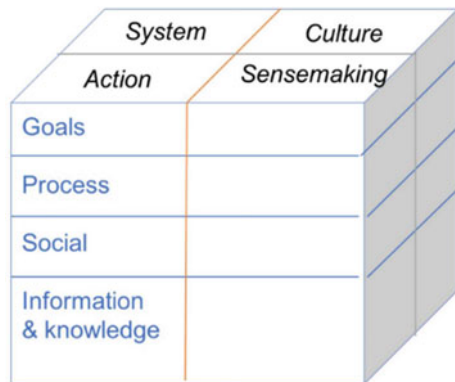 System Culture
Action Sensemaking
Goals
Process
Social
Information
& knowledge